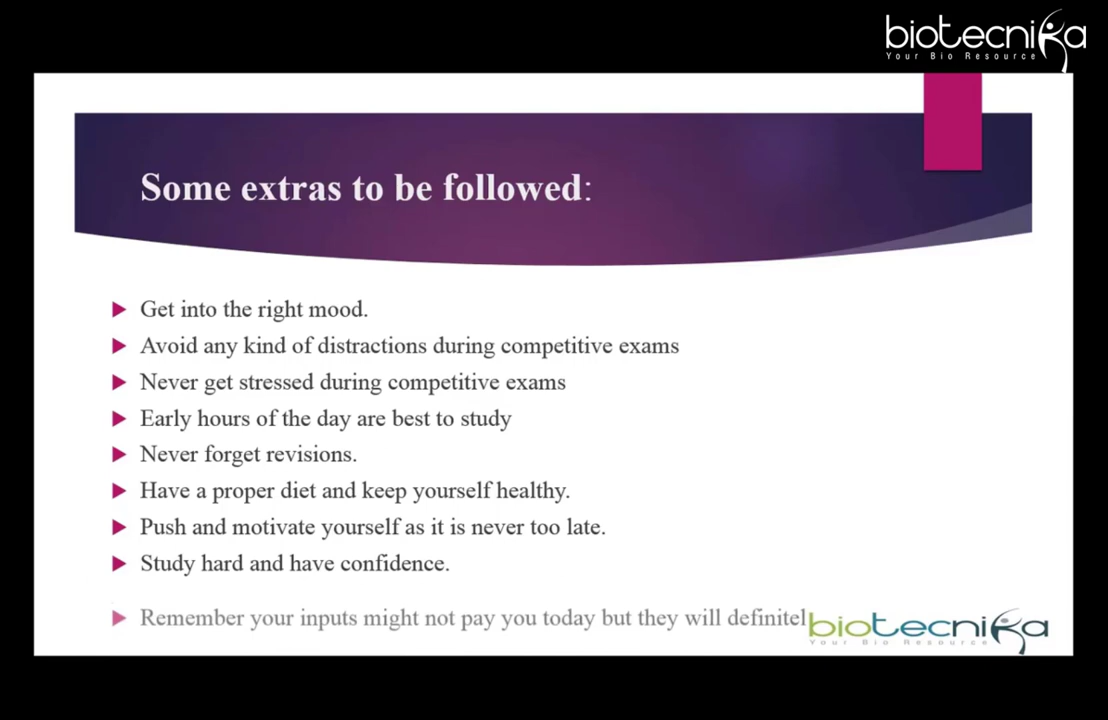 biotecnika
Your Bio Resource
Some extras to be followed:
Get into the right mood.
Avoid any kind of distractions during competitive exams
Never get stressed during competitive exams
Early hours of the day are best to study
Never forget revisions.
Have a proper diet and keep yourself healthy.
Push and motivate yourself as it is never too late.
Study hard and have confidence.
Remember your inputs might not pay you today but they will definitel
biotecnika
Your Bio Resource